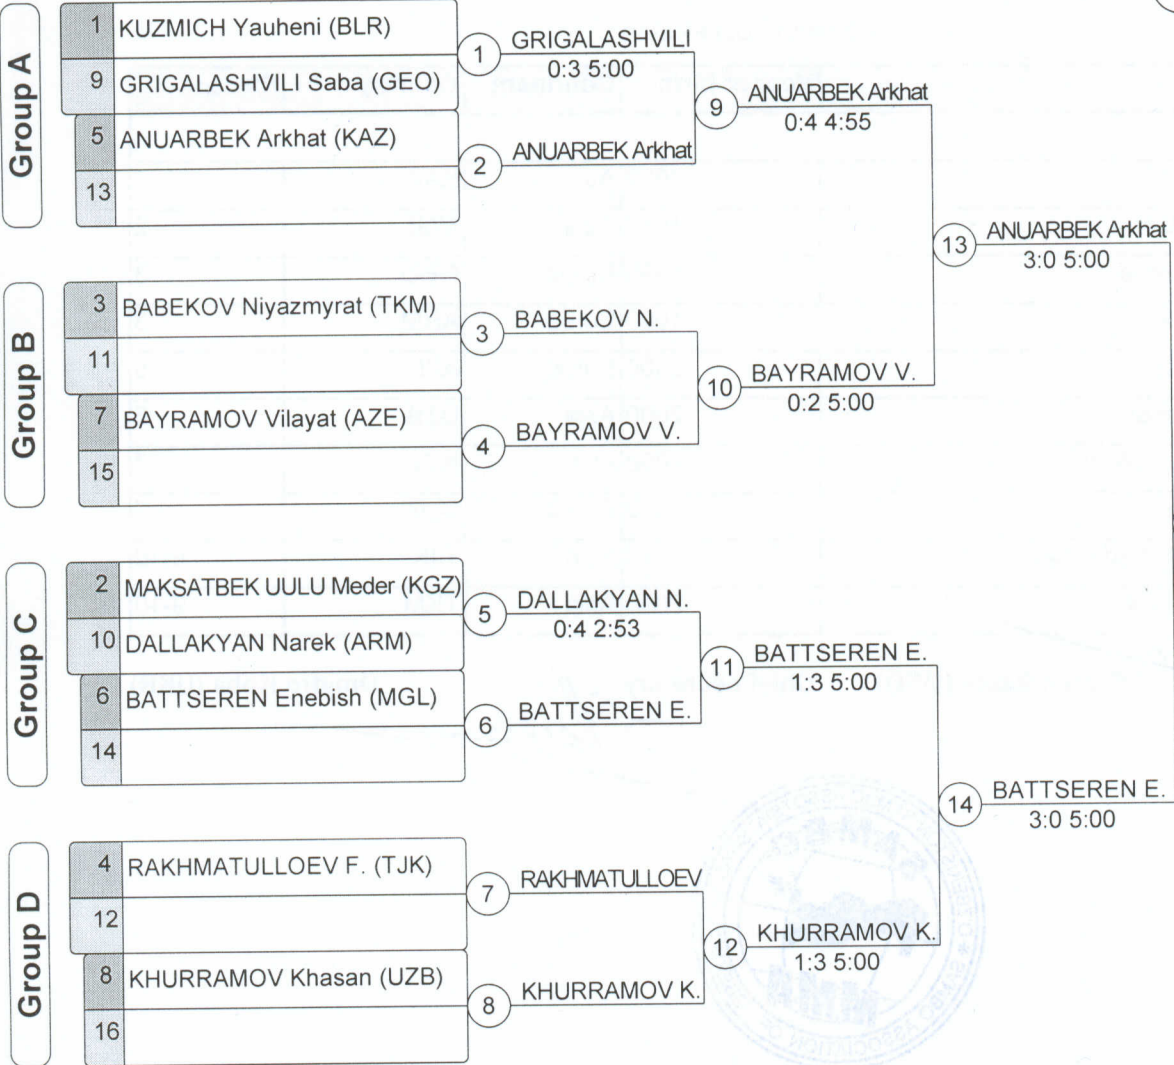 Group A
1 KUZMICH Yauheni (BLR)
9 GRIGALASHVILI Saba (GEO)
5 ANUARBEK Arkhat (KAZ)
13
1 GRIGALASHVILI
0:3 5:00
2 ANUARBEK Arkhat
9 ANUARBEK Arkhat
0:4 4:55
Group B
3 BABEKOV Niyazmyrat (TKM)
11
7 BAYRAMOV Vilayat (AZE)
15
3 BABEKOV N.
4 BAYRAMOV V.
10 BAYRAMOV V.
0:2 5:00
13 ANUARBEK Arkhat
3:0 5:00
Group C
2 MAKSATBEK UULU Meder (KGZ)
10 DALLAKYAN Narek (ARM)
6 BATTSEREN Enebish (MGL)
14
5 DALLAKYAN N.
0:4 2:53
6 BATTSEREN E.
11 BATTSEREN E.
1:3 5:00
Group D
4 RAKHMATULLOEV F. (TJK)
12
8 KHURRAMOV Khasan (UZB)
16
7 RAKHMATULLOEV
8 KHURRAMOV K.
12 KHURRAMOV K.
1:3 5:00
14 BATTSEREN E.
3:0 5:00